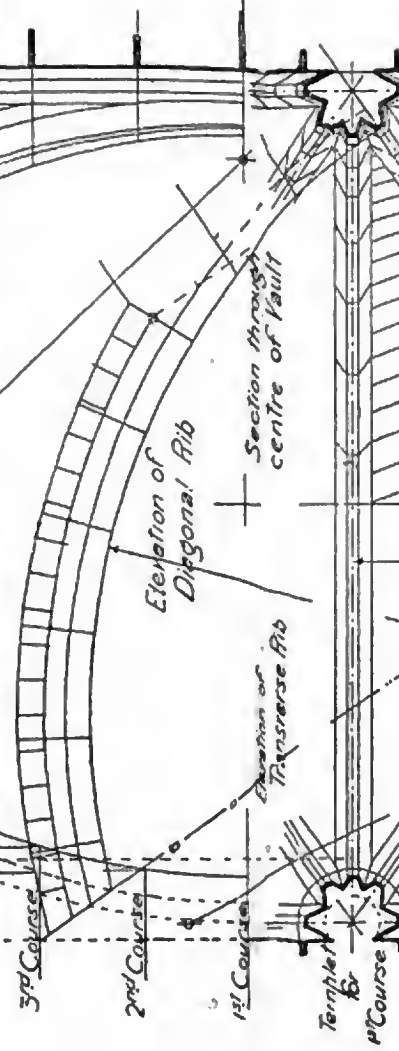 Section through
centre of Vault
Elevation of
Diagonal Rib
Elevation of
Transverse Rib
3rd Course
2nd Course
1st Course
Templet
for
1st Course